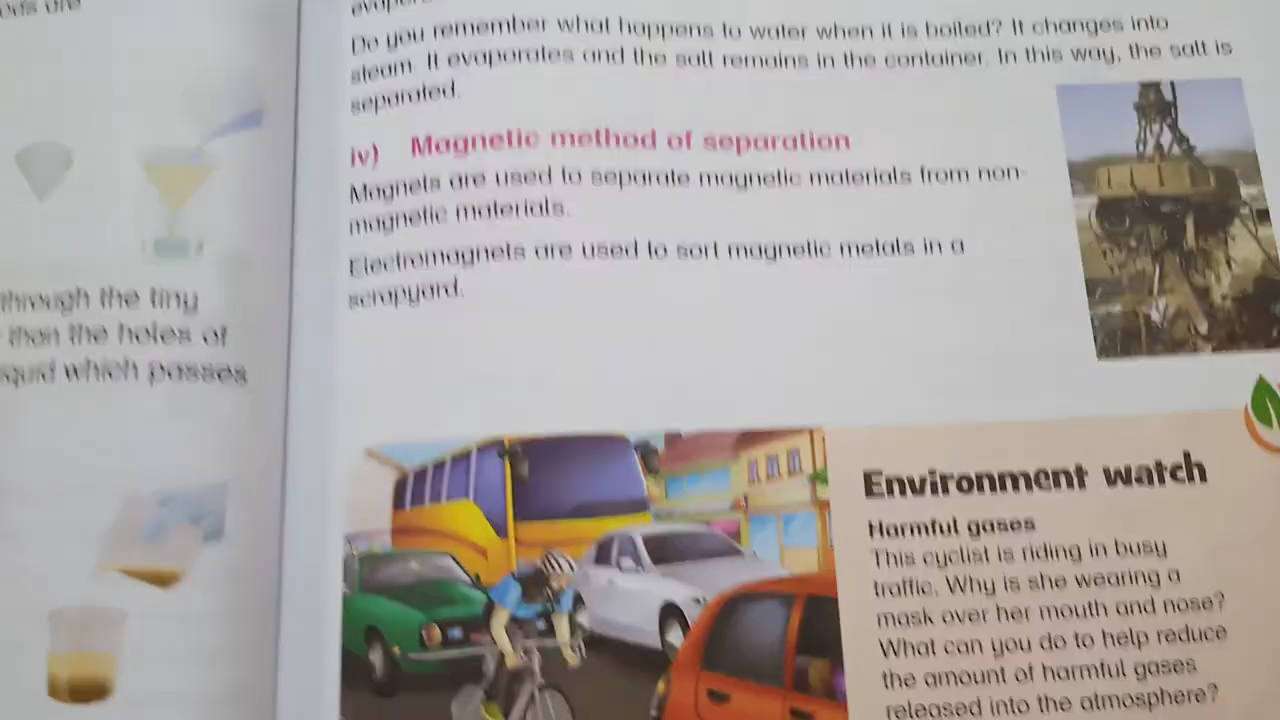 through the tiny
than the holes of
which passes
Do you remember what happens to water when it is boiled? It changes into
steam. It evaporates and the salt remains in the container. In this way, the salt is
separated.
iv) Magnetic method of separation
Magnets are used to separate magnetic materials from non-
magnetic materials.
Electromagnets are used to sort magnetic metals in a
scrapyard.
Environment watch
Harmful gases
This cyclist is riding in busy
traffic. Why is she wearing a
mask over her mouth and nose?
What can you do to help reduce
the amount of harmful gases
released into the atmosphere?